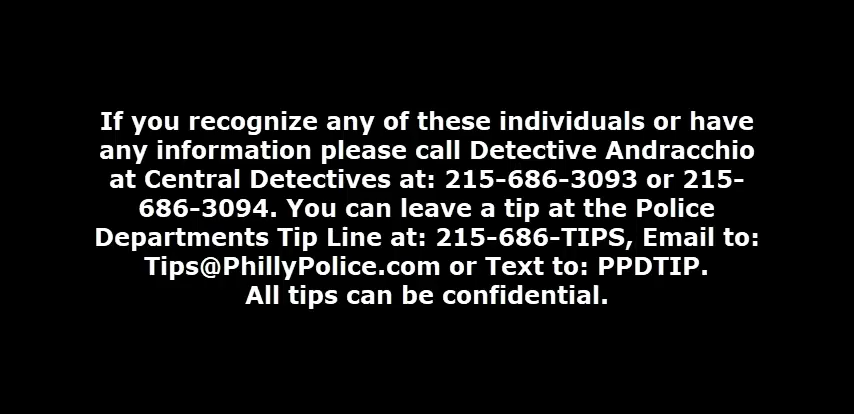 If you recognize any of these individuals or have
any information please call Detective Andracchio
at Central Detectives at: 215-686-3093 or 215-
686-3094. You can leave a tip at the Police
Departments Tip Line at: 215-686-TIPS, Email to:
Tips@PhillyPolice.com or Text to: PPDTIP.
All tips can be confidential.